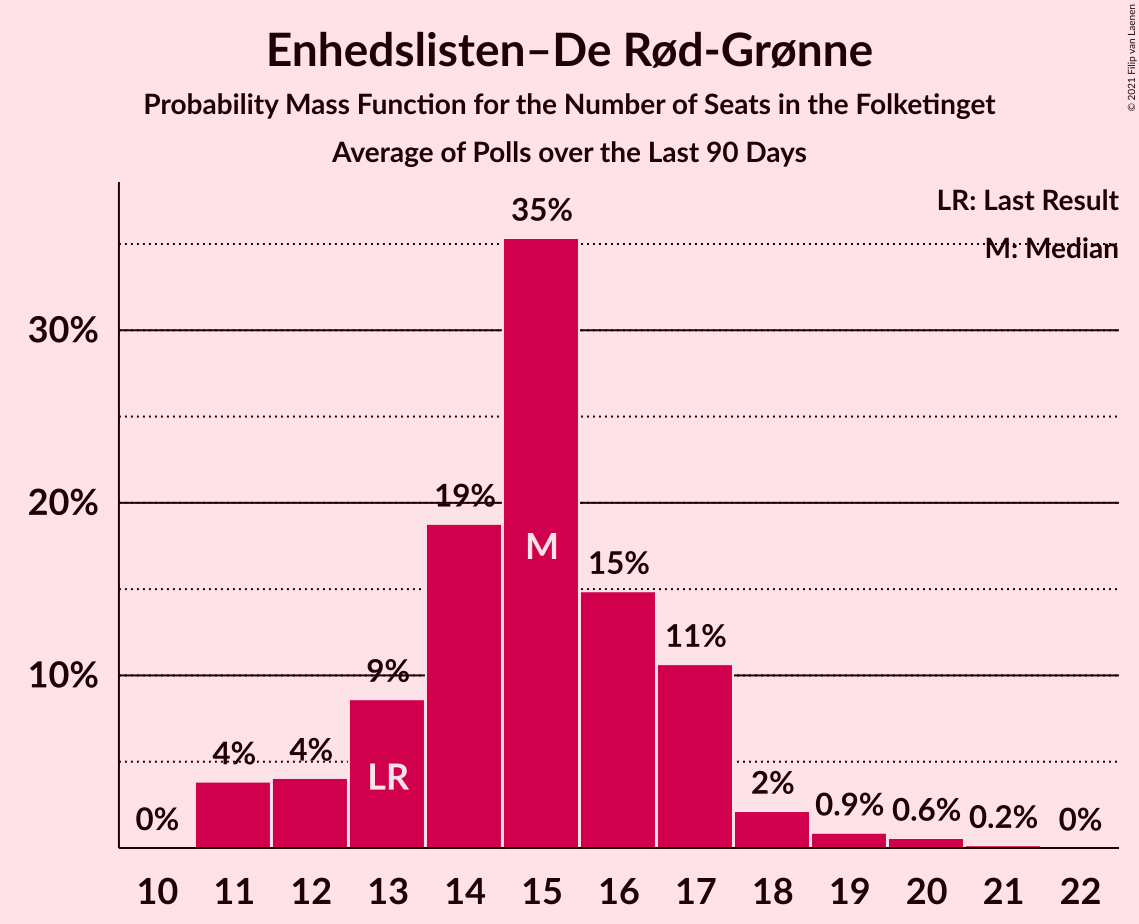 Enhedslisten–De Rød-Grønne
Probability Mass Function for the Number of Seats in the Folketinget
Average of Polls over the Last 90 Days
© 2021 Filip van Laenen
LR: Last Result
M: Median
35%
30%
20%
19%
M
15%
11%
10%
9%
LR
4%
4%
2%
0.9%
0.6%
0.2%
0%
0%
10 11 12 13 14 15 16 17 18 19 20 21 22